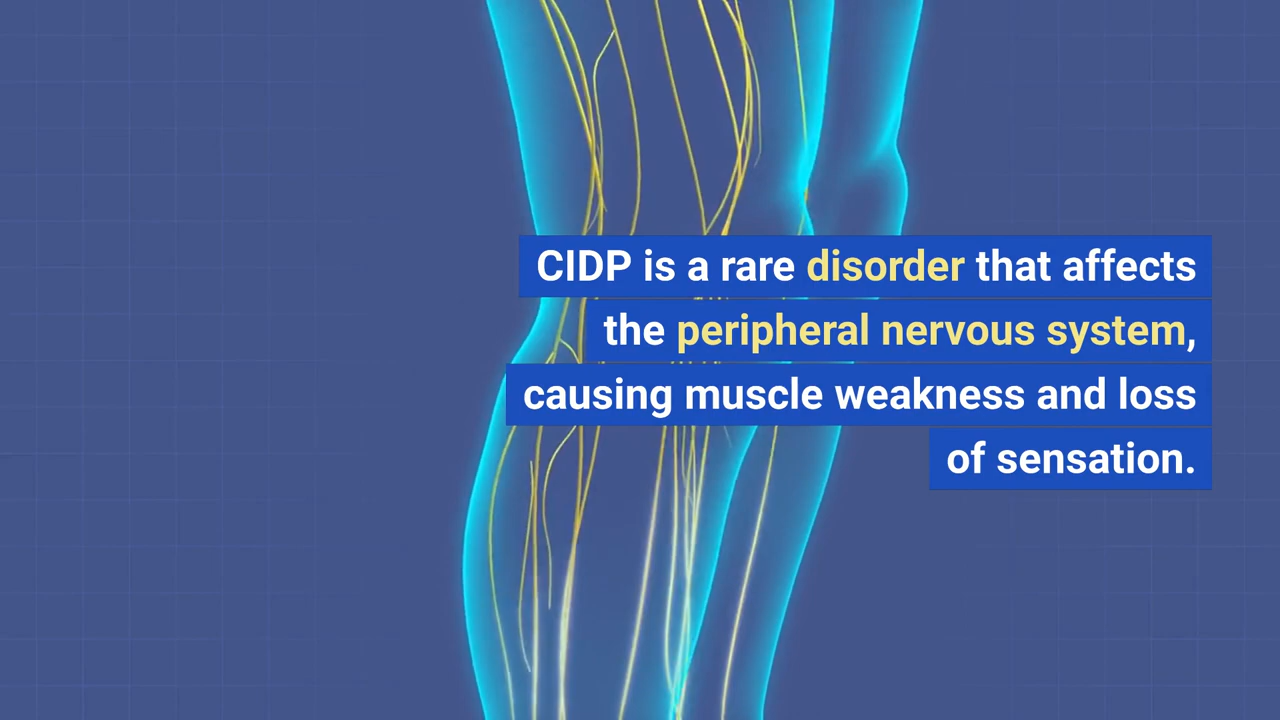 CIDP is a rare disorder that affects
the peripheral nervous system,
causing muscle weakness and loss
of sensation.